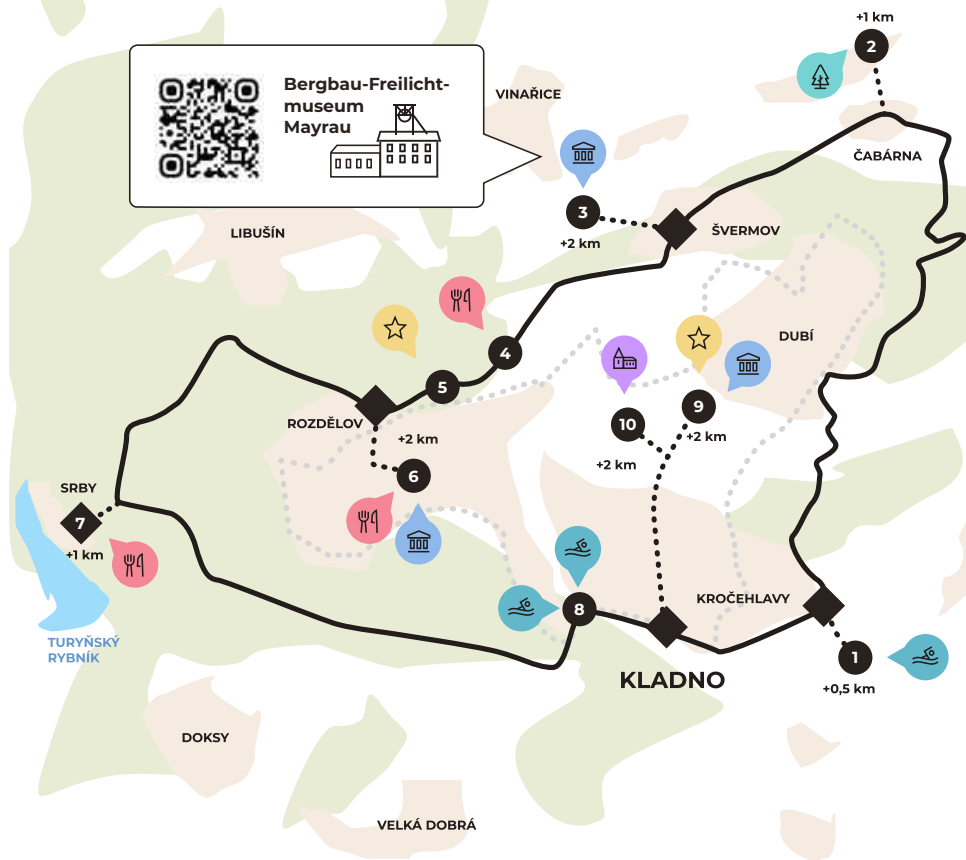 +1 km
2
Bergbau-Freilicht-
museum
Mayrau
VINAŘICE
ČABÁRNA
3
+2 km
ŠVERMOV
LIBUŠÍN
DUBÍ
4
5
ROZDĚLOV
+2 km
6
9
+2 km
10
+2 km
SRBY
7
+1 km
TURYŇSKÝ
RYBNÍK
8
KROČEHLAVY
1
+0,5 km
KLADNO
DOKSY
VELKÁ DOBRÁ